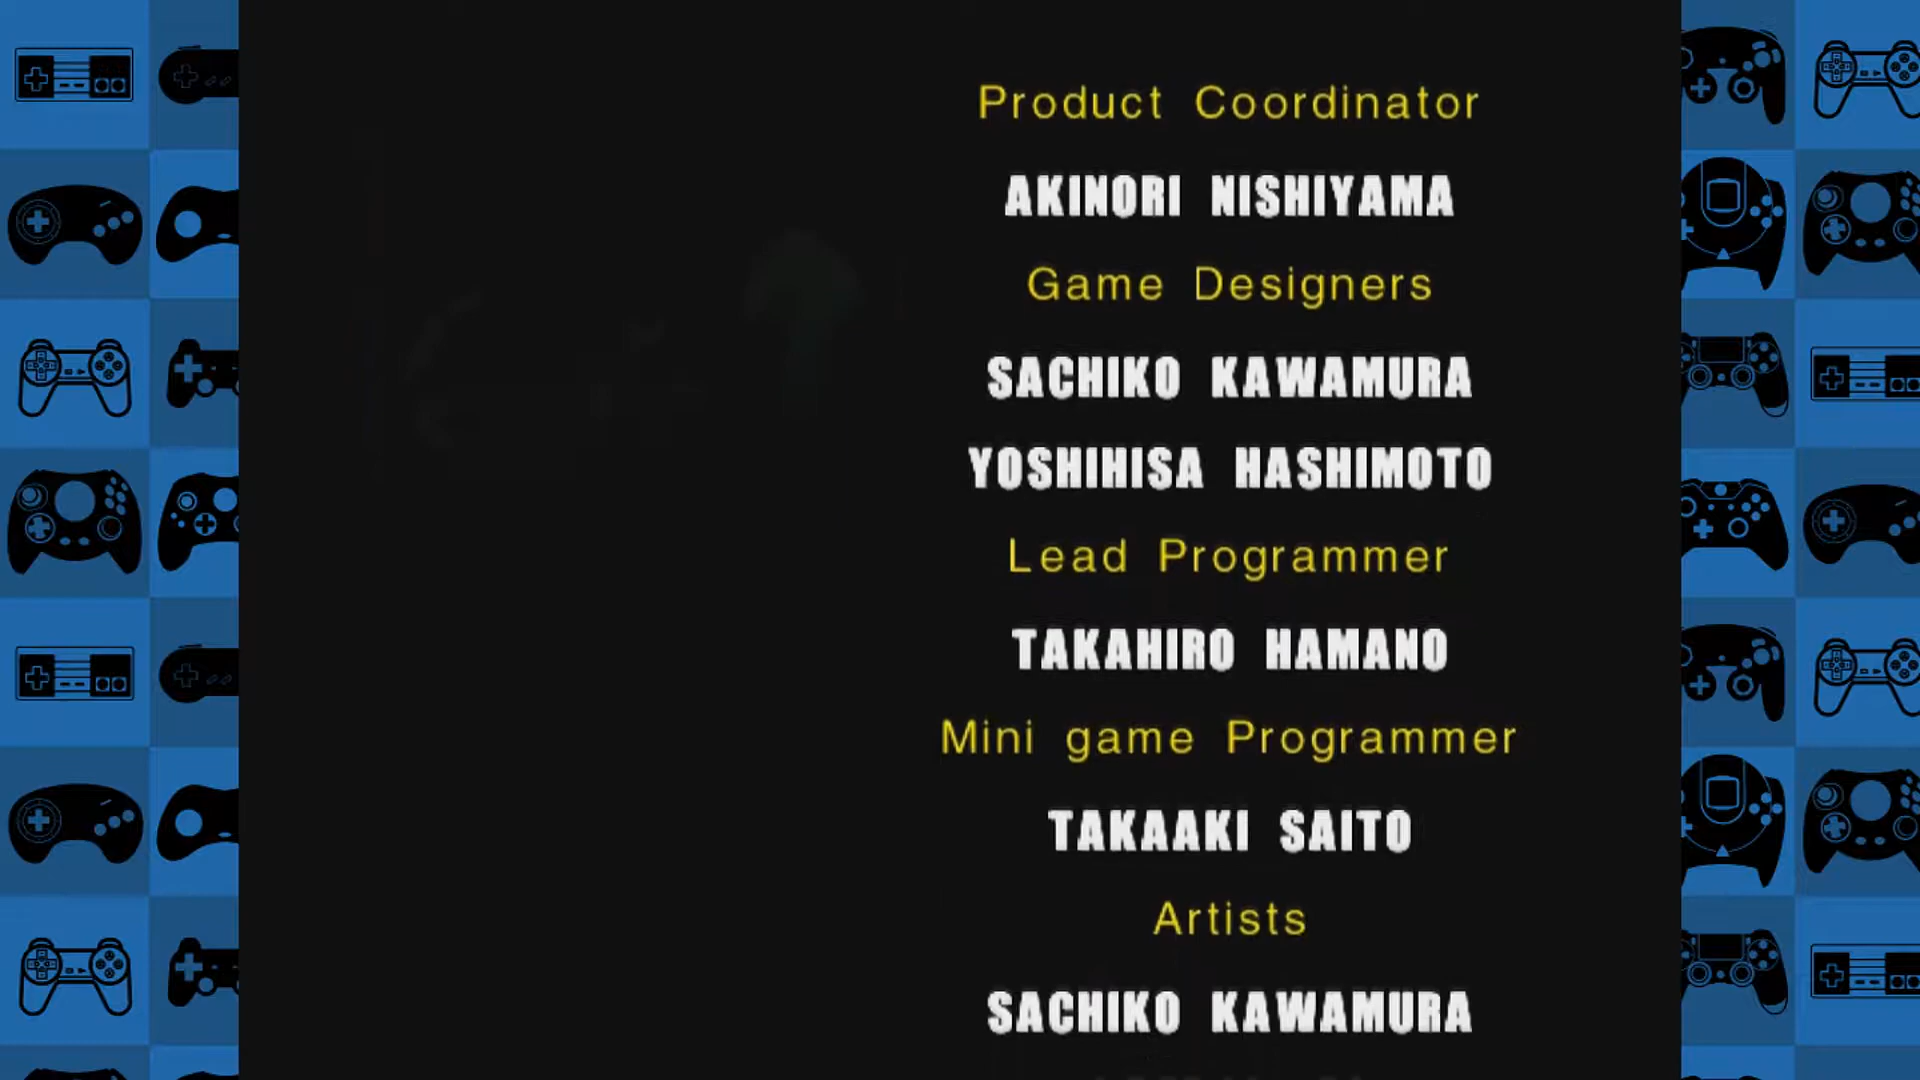 Product Coordinator
AKINORI NISHIYAMA
Game Designers
SACHIKO KAWAMURA
YOSHIHISA HASHIMOTO
Lead Programmer
TAKAHIRO HAMANO
Mini game Programmer
TAKAAKI SAITO
Artists
SACHIKO KAWAMURA